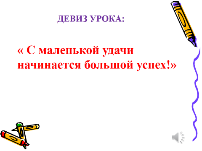 ДЕВИЗ УРОКА:
« С маленькой удачи
начинается большой успех!»